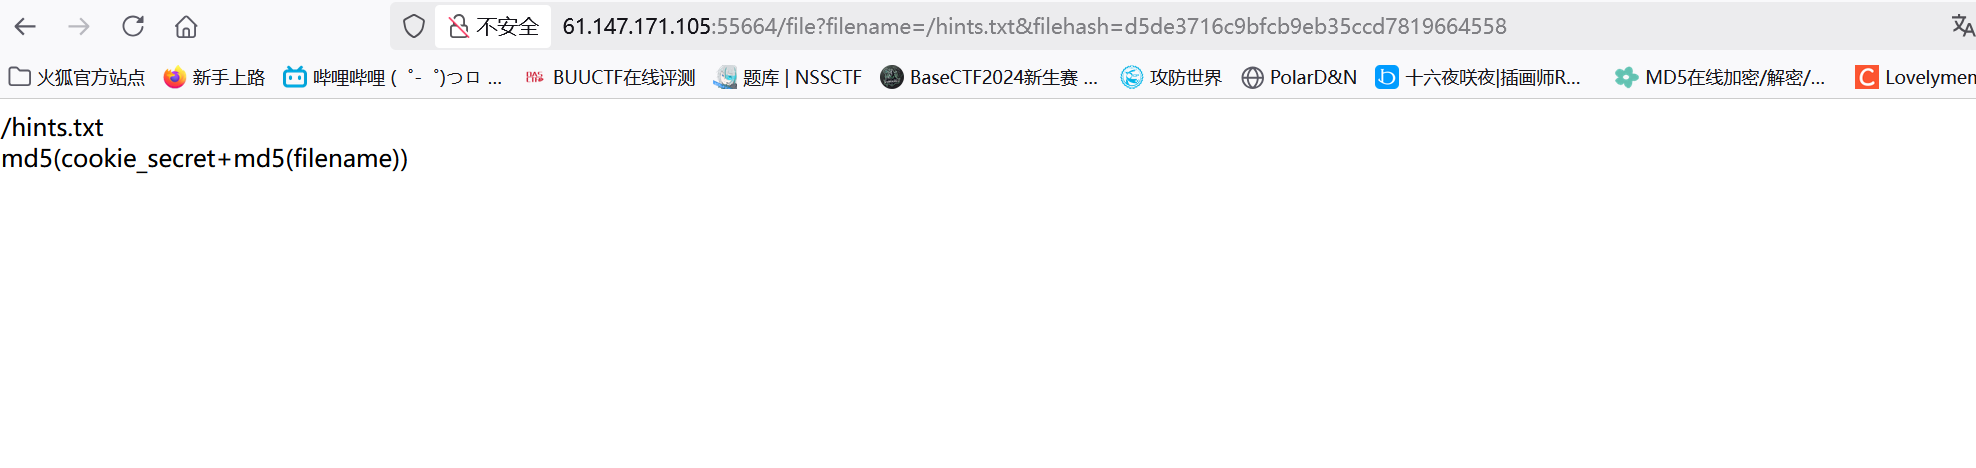 不安全 61.147.171.105:55664/file?filename=/hints.txt&filehash=d5de3716c9bfcb9eb35ccd7819664558
火狐官方站点 新手上路 哔哩哔哩 ( ゜- ゜)つロ ... BUUCTF在线评测 题库 | NSSCTF BaseCTF2024新生赛 ... 攻防世界 PolarD&N 十六夜咲夜|插画师R... MD5在线加密/解密/... Lovelymen
/hints.txt
md5(cookie_secret+md5(filename))